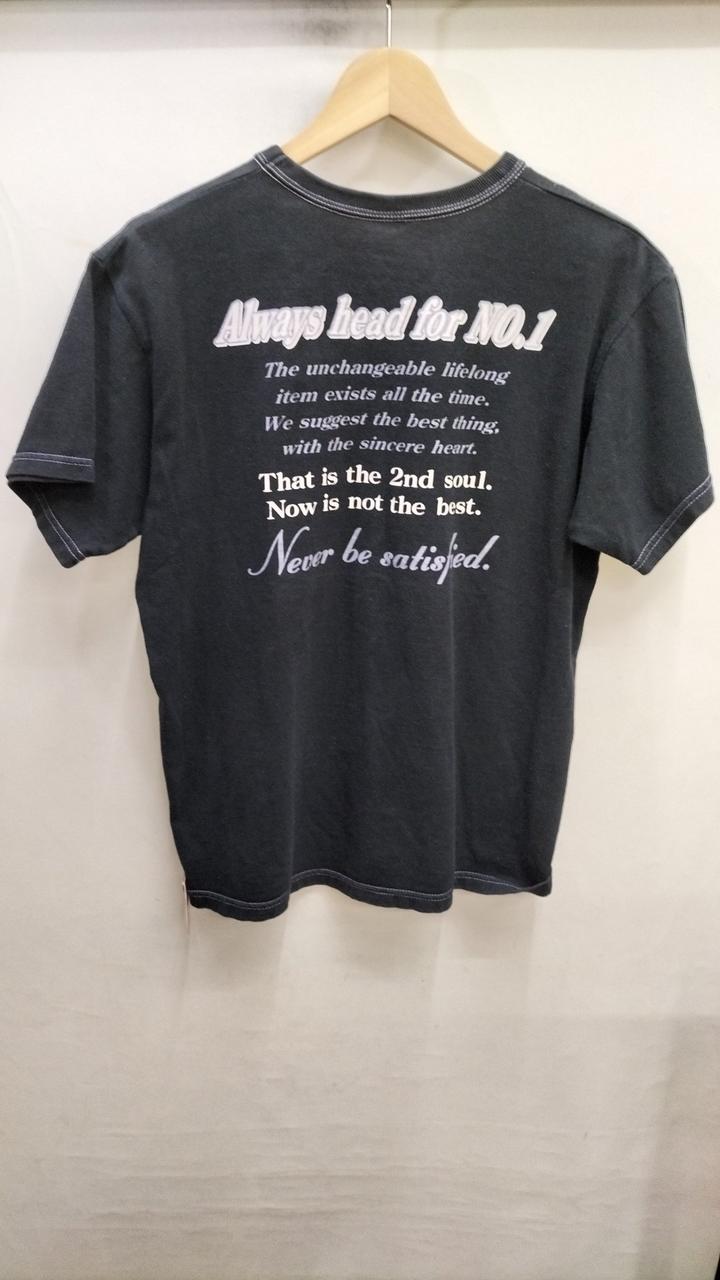 Always head for NO.1
The unchangeable lifelong
item exists all the time.
We suggest the best thing,
with the sincere heart.
That is the 2nd soul.
Now is not the best.
Never be satisfied.